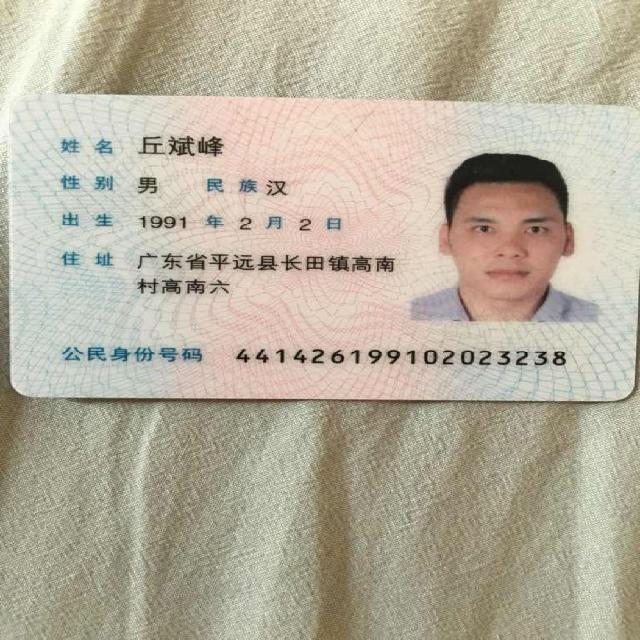 姓名 丘斌峰
性别 男 民族 汉
出生 1991 年 2 月 2 日
住址 广东省平远县长田镇高南
村高南六
公民身份号码 441426199102023238